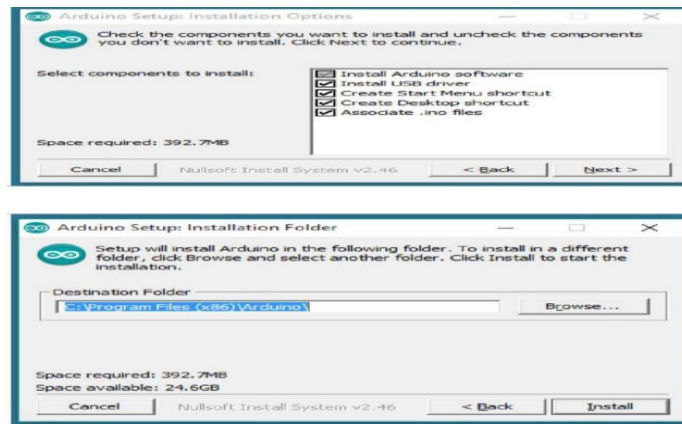 Arduino Setup: Installation Options
Check the components you want to install and uncheck the components
you don't want to install. Click Next to continue.
Select components to install:
Install Arduino software
Install USB driver
Create Start Menu shortcut
Create Desktop shortcut
Associate .ino files
Space required: 392.7MB
Cancel
Nullsoft Install System v2.46
< Back
Next >
Arduino Setup: Installation Folder
Setup will install Arduino in the following folder. To install in a different
folder, click Browse and select another folder. Click Install to start the
installation.
Destination Folder
C:\Program Files (x86)\Arduino\
Browse...
Space required: 392.7MB
Space available: 24.6GB
Cancel
Nullsoft Install System v2.46
< Back
Install